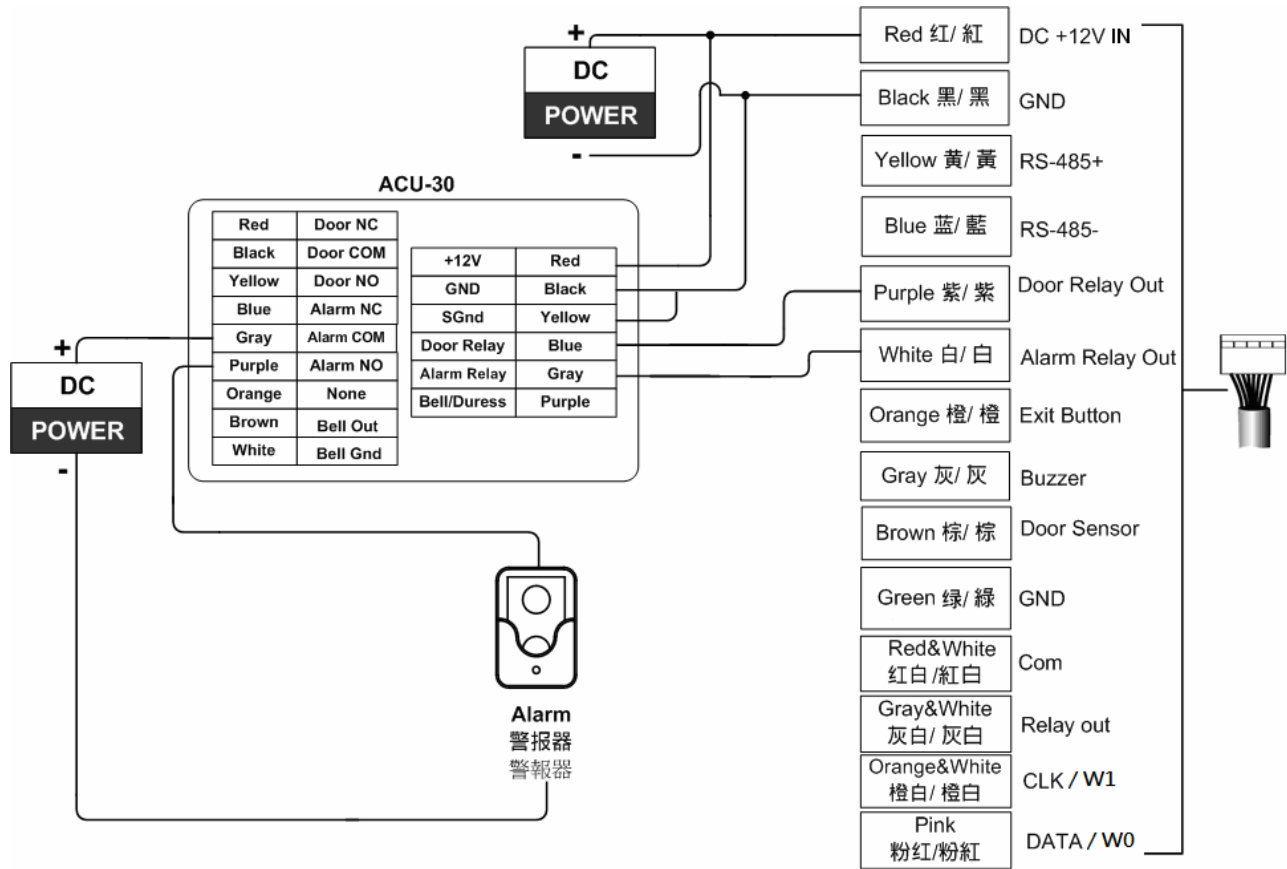 +
DC
POWER
-
ACU-30
Red Door NC
Black Door COM
Yellow Door NO
Blue Alarm NC
Gray Alarm COM
Purple Alarm NO
Orange None
Brown Bell Out
White Bell Gnd
+12V Red
GND Black
SGnd Yellow
Door Relay Blue
Alarm Relay Gray
Bell/Duress Purple
+
DC
POWER
-
Alarm
警报器
警報器
Red 红/ 紅 DC +12V IN
Black 黑/ 黑 GND
Yellow 黄/ 黃 RS-485+
Blue 蓝/ 藍 RS-485-
Purple 紫/ 紫 Door Relay Out
White 白/ 白 Alarm Relay Out
Orange 橙/ 橙 Exit Button
Gray 灰/ 灰 Buzzer
Brown 棕/ 棕 Door Sensor
Green 绿/ 綠 GND
Red&White
红白/紅白 Com
Gray&White
灰白/ 灰白 Relay out
Orange&White
橙白/ 橙白 CLK / W1
Pink
粉红/粉紅 DATA / W0